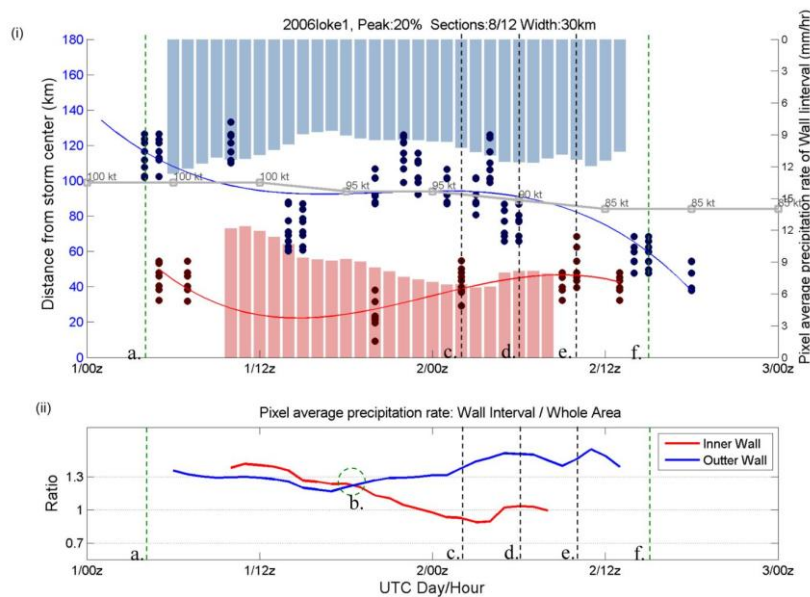 (i)
2006Ioke1, Peak:20% Sections:8/12 Width:30km
180
160
140
120
100
80
60
40
20
0
Distance from storm center (km)
0
3
6
9
12
15
12
9
6
3
0
Pixel average precipitation rate of Wall Iinterval (mm/hr)
100 kt
100 kt
100 kt
95 kt
95 kt
90 kt
85 kt
85 kt
85 kt
a.
c.
d.
e.
f.
1/00z
1/12z
2/00z
2/12z
3/00z
(ii)
Pixel average precipitation rate: Wall Interval / Whole Area
Inner Wall
Outter Wall
1.3
1
0.7
Ratio
a.
b.
c.
d.
e.
f.
1/00z
1/12z
2/00z
2/12z
3/00z
UTC Day/Hour